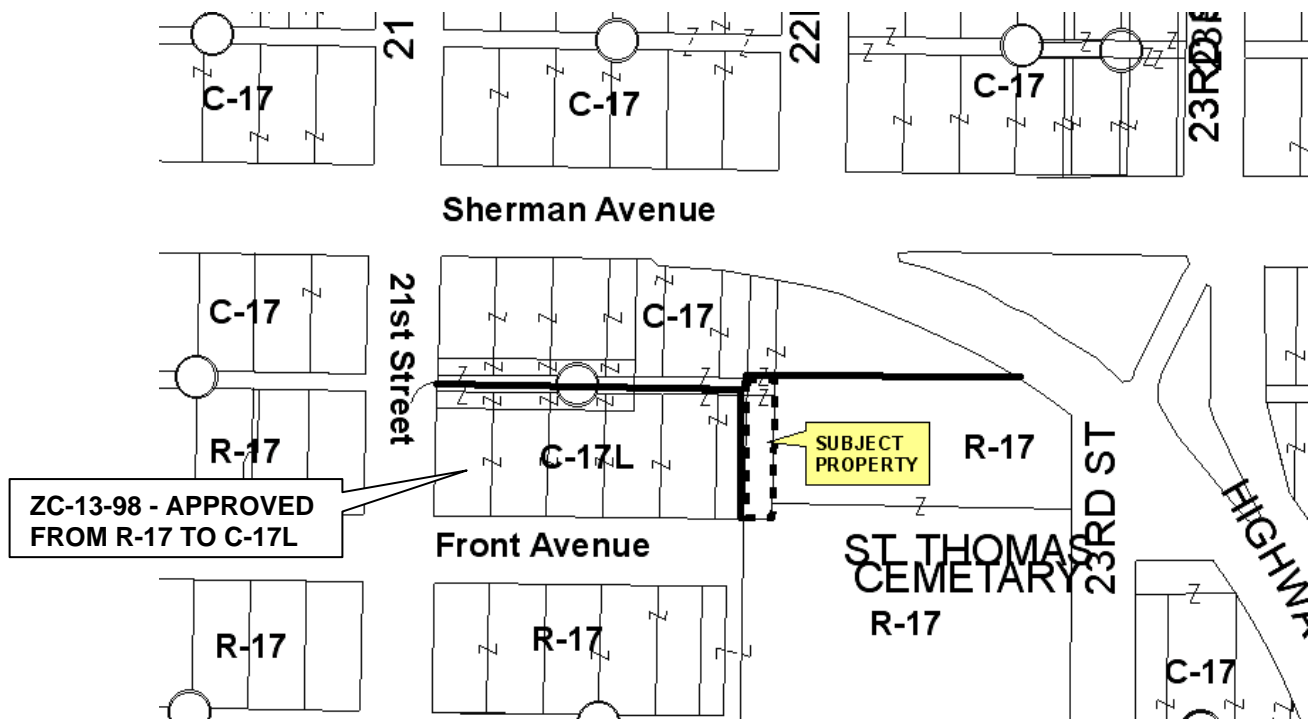 21
22
23RD
C-17
C-17
C-17
Sherman Avenue
C-17
21st Street
C-17
R-17
C-17L
SUBJECT
PROPERTY
R-17
23RD ST
ZC-13-98 - APPROVED
FROM R-17 TO C-17L
Front Avenue
ST. THOMAS
CEMETARY
R-17
R-17
R-17
C-17